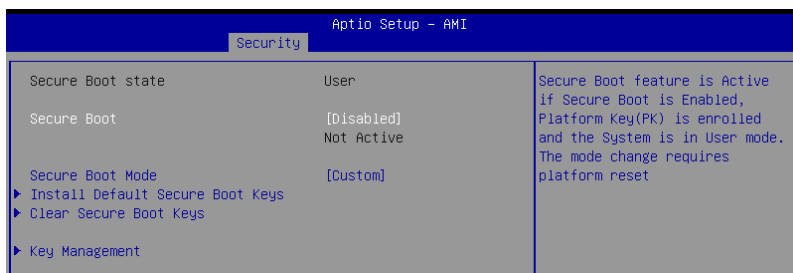 Aptio Setup – AMI
Security
Secure Boot state User
Secure Boot [Disabled]
Not Active
Secure Boot Mode [Custom]
Install Default Secure Boot Keys
Clear Secure Boot Keys
Key Management
Secure Boot feature is Active
if Secure Boot is Enabled,
Platform Key(PK) is enrolled
and the System is in User mode.
The mode change requires
platform reset